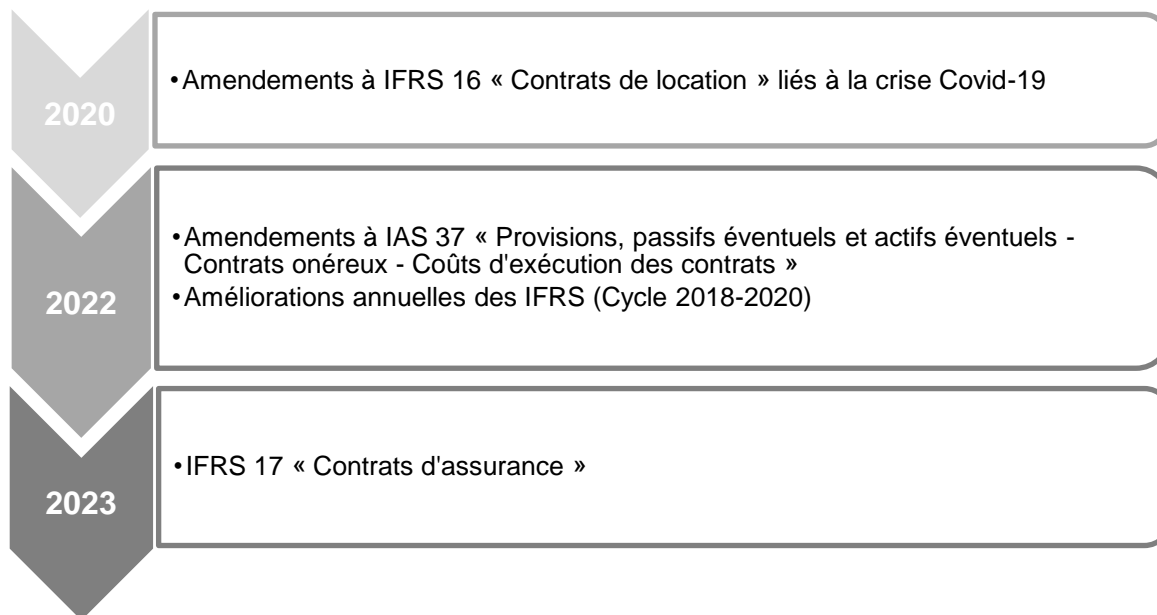 2020
•Amendements à IFRS 16 « Contrats de location » liés à la crise Covid-19
2022
•Amendements à IAS 37 « Provisions, passifs éventuels et actifs éventuels -
Contrats onéreux - Coûts d'exécution des contrats »
•Améliorations annuelles des IFRS (Cycle 2018-2020)
2023
•IFRS 17 « Contrats d'assurance »